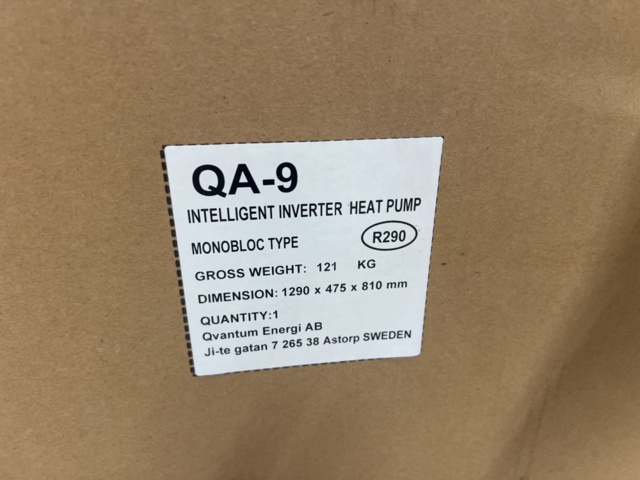 QA-9
INTELLIGENT INVERTER HEAT PUMP
MONOBLOC TYPE R290
GROSS WEIGHT: 121 KG
DIMENSION: 1290 x 475 x 810 mm
QUANTITY:1
Qvantum Energi AB
Ji-te gatan 7 265 38 Astorp SWEDEN